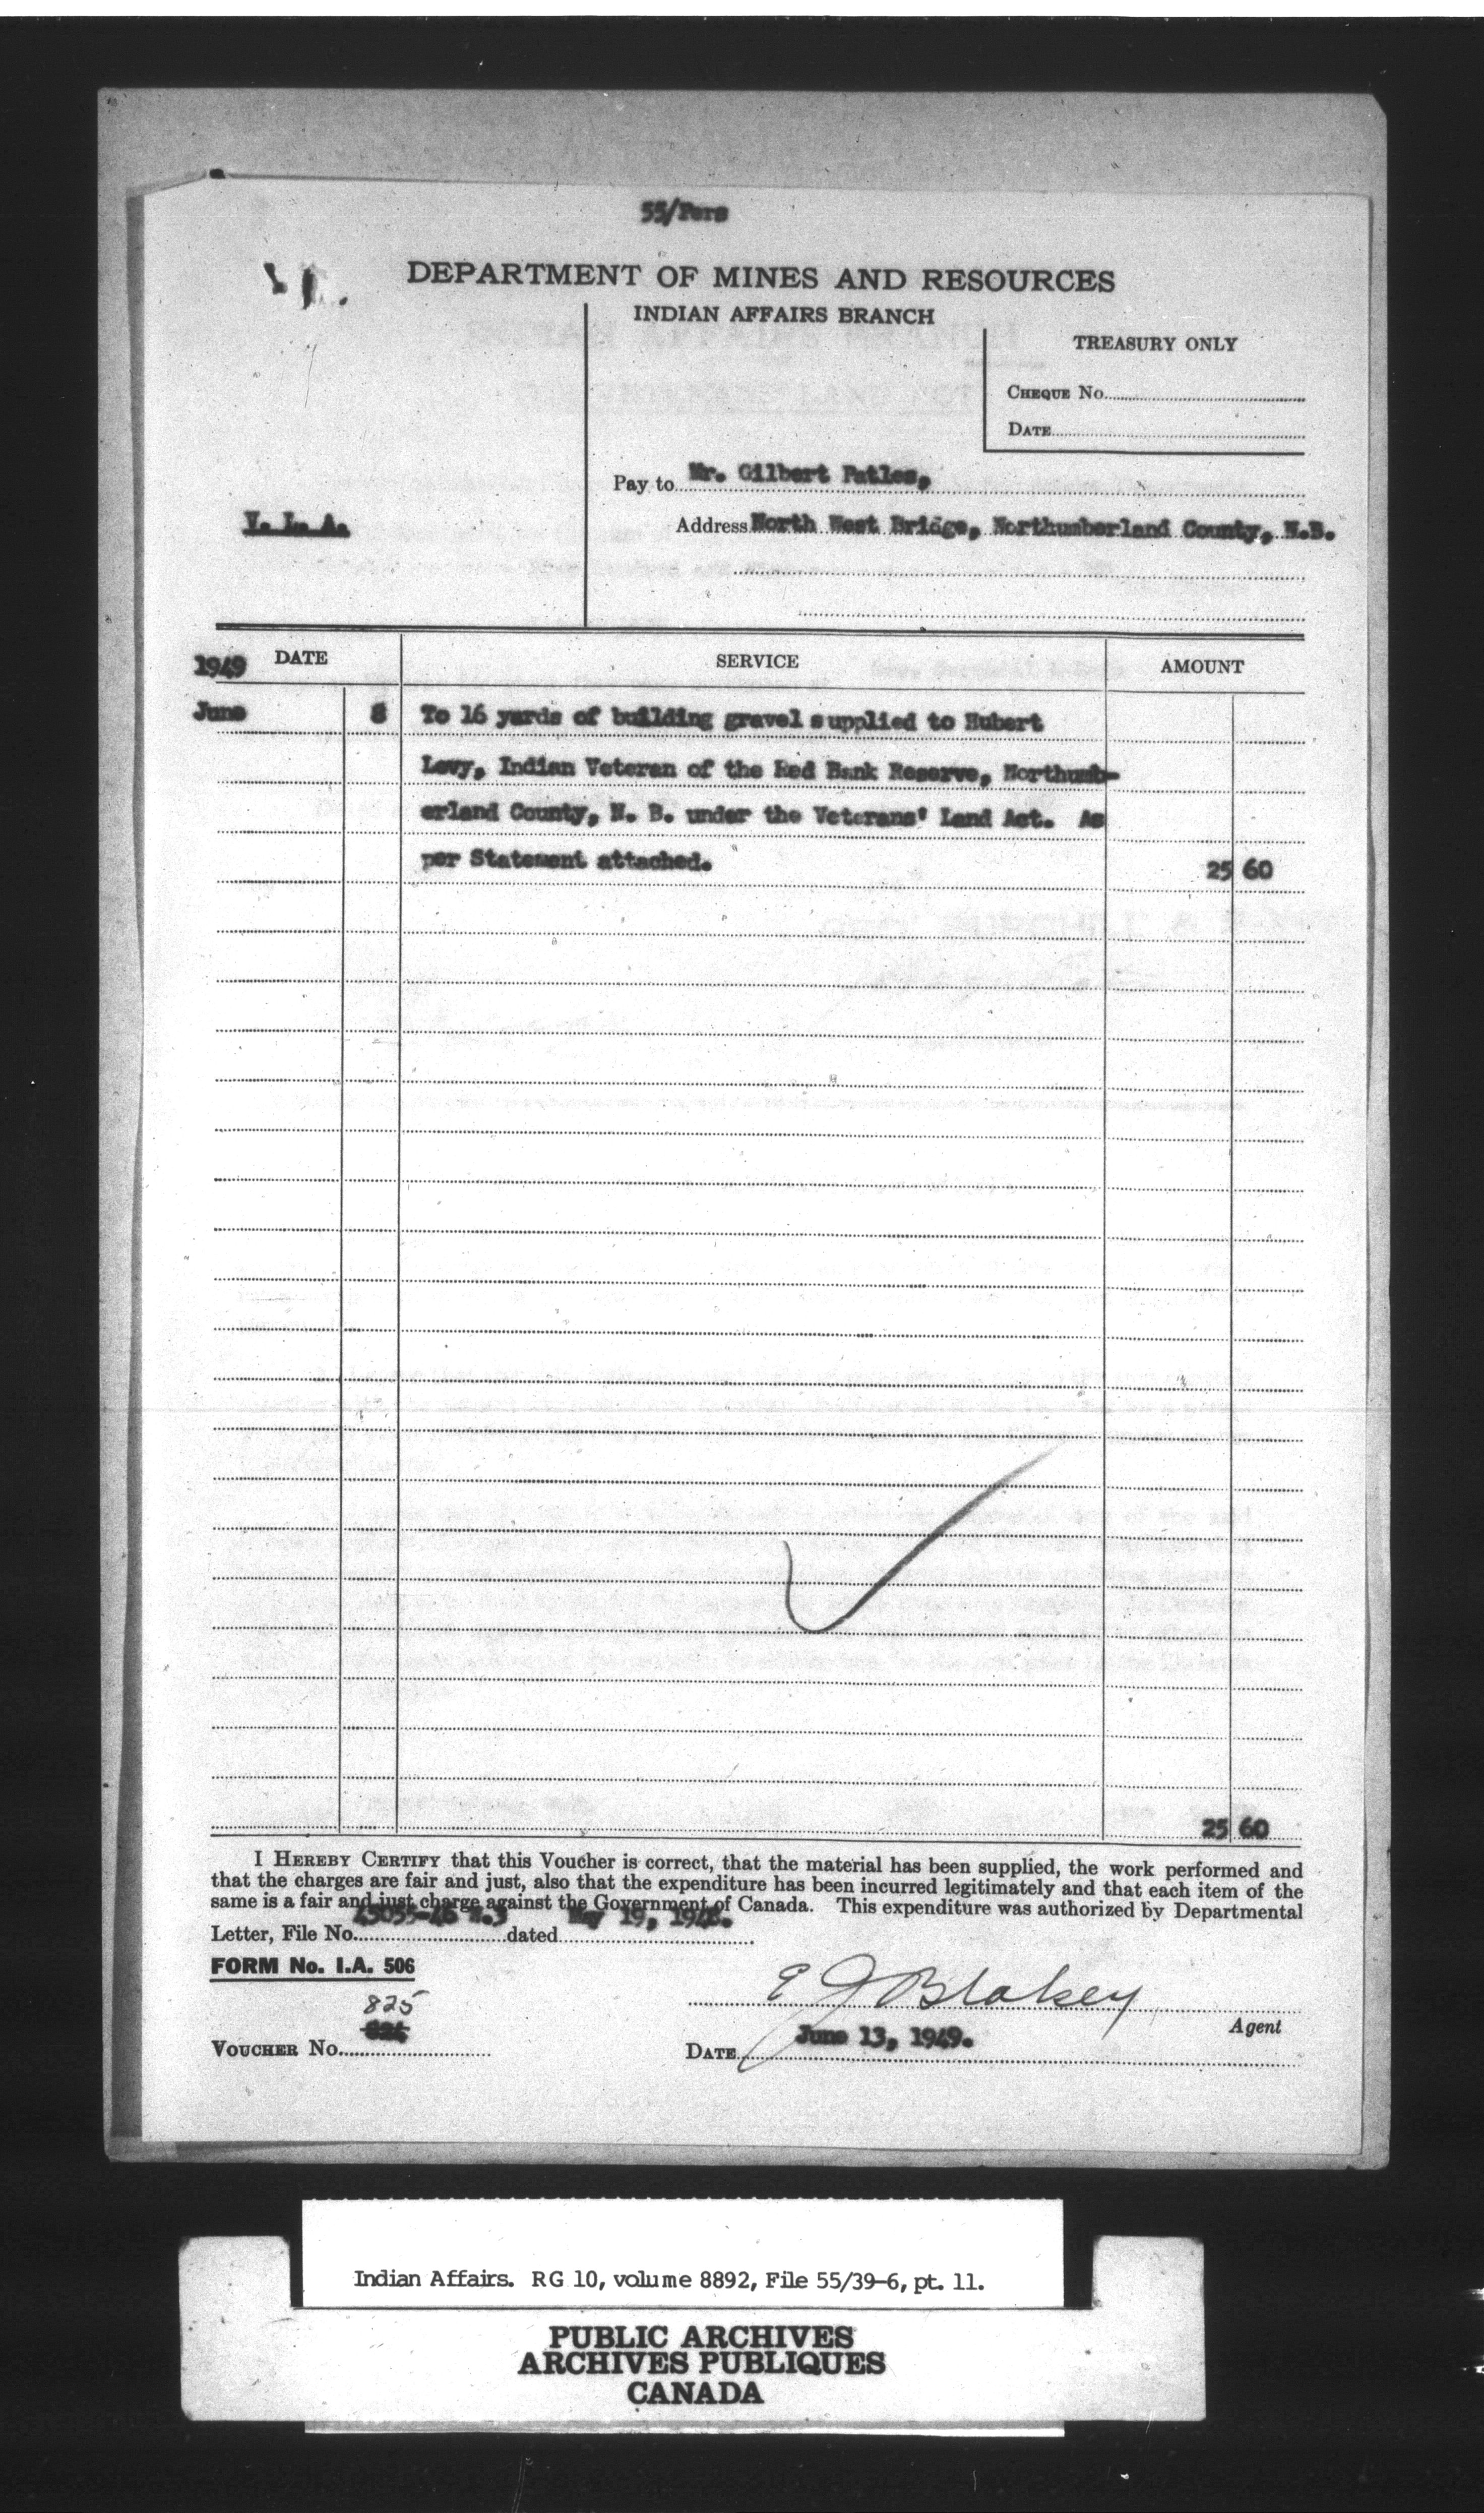 55/Pers
DEPARTMENT OF MINES AND RESOURCES
INDIAN AFFAIRS BRANCH
TREASURY ONLY
CHEQUE No.
DATE
Pay to Mr. Gilbert Patles,
V. L. A.
Address North West Bridge, Northumberland County, N.B.
1949 DATE SERVICE AMOUNT
June 8 To 16 yards of building gravel supplied to Hubert
Levy, Indian Veteran of the Red Bank Reserve, Northumb-
erland County, N. B. under the Veterans' Land Act. As
per Statement attached. 25 60
25 60
I HEREBY CERTIFY that this Voucher is correct, that the material has been supplied, the work performed and
that the charges are fair and just, also that the expenditure has been incurred legitimately and that each item of the
same is a fair and just charge against the Government of Canada. This expenditure was authorized by Departmental
Letter, File No. dated May 19,
FORM No. I.A. 506
E J Blakey
Agent
825
VOUCHER No.
DATE June 13, 1949.
Indian Affairs. RG 10, volume 8892, File 55/39-6, pt. 11.
PUBLIC ARCHIVES
ARCHIVES PUBLIQUES
CANADA